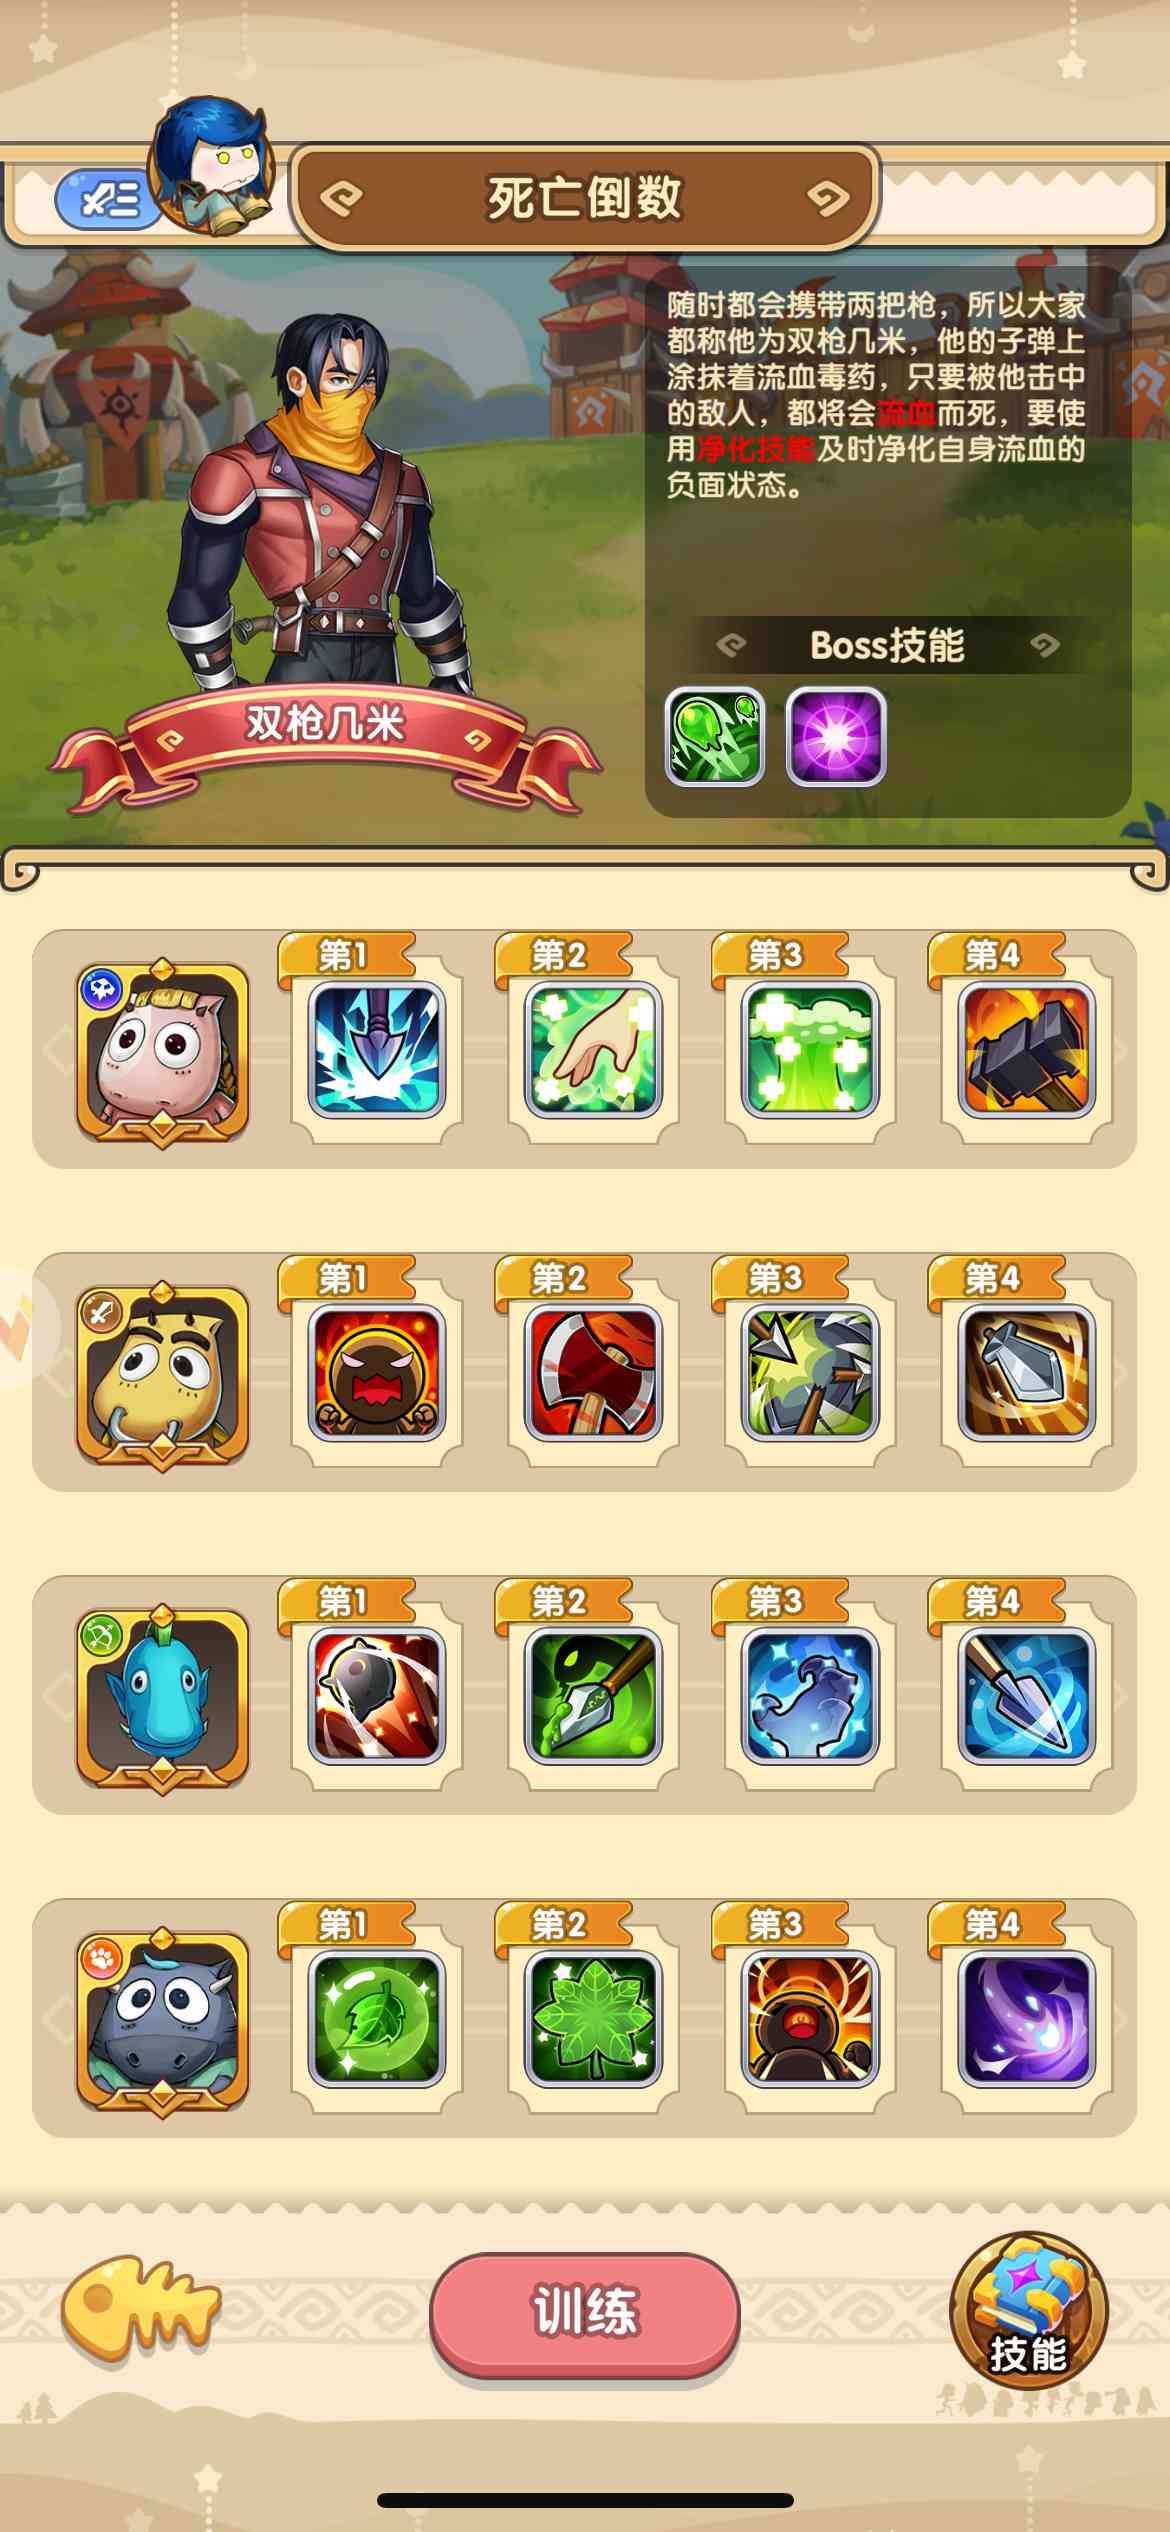 死亡倒数
随时都会携带两把枪，所以大家
都称他为双枪几米，他的子弹上
涂抹着流血毒药，只要被他击中
的敌人，都将会流血而死，要使
用净化技能及时净化自身流血的
负面状态。
Boss技能
双枪几米
第1 第2 第3 第4
第1 第2 第3 第4
第1 第2 第3 第4
第1 第2 第3 第4
训练
技能